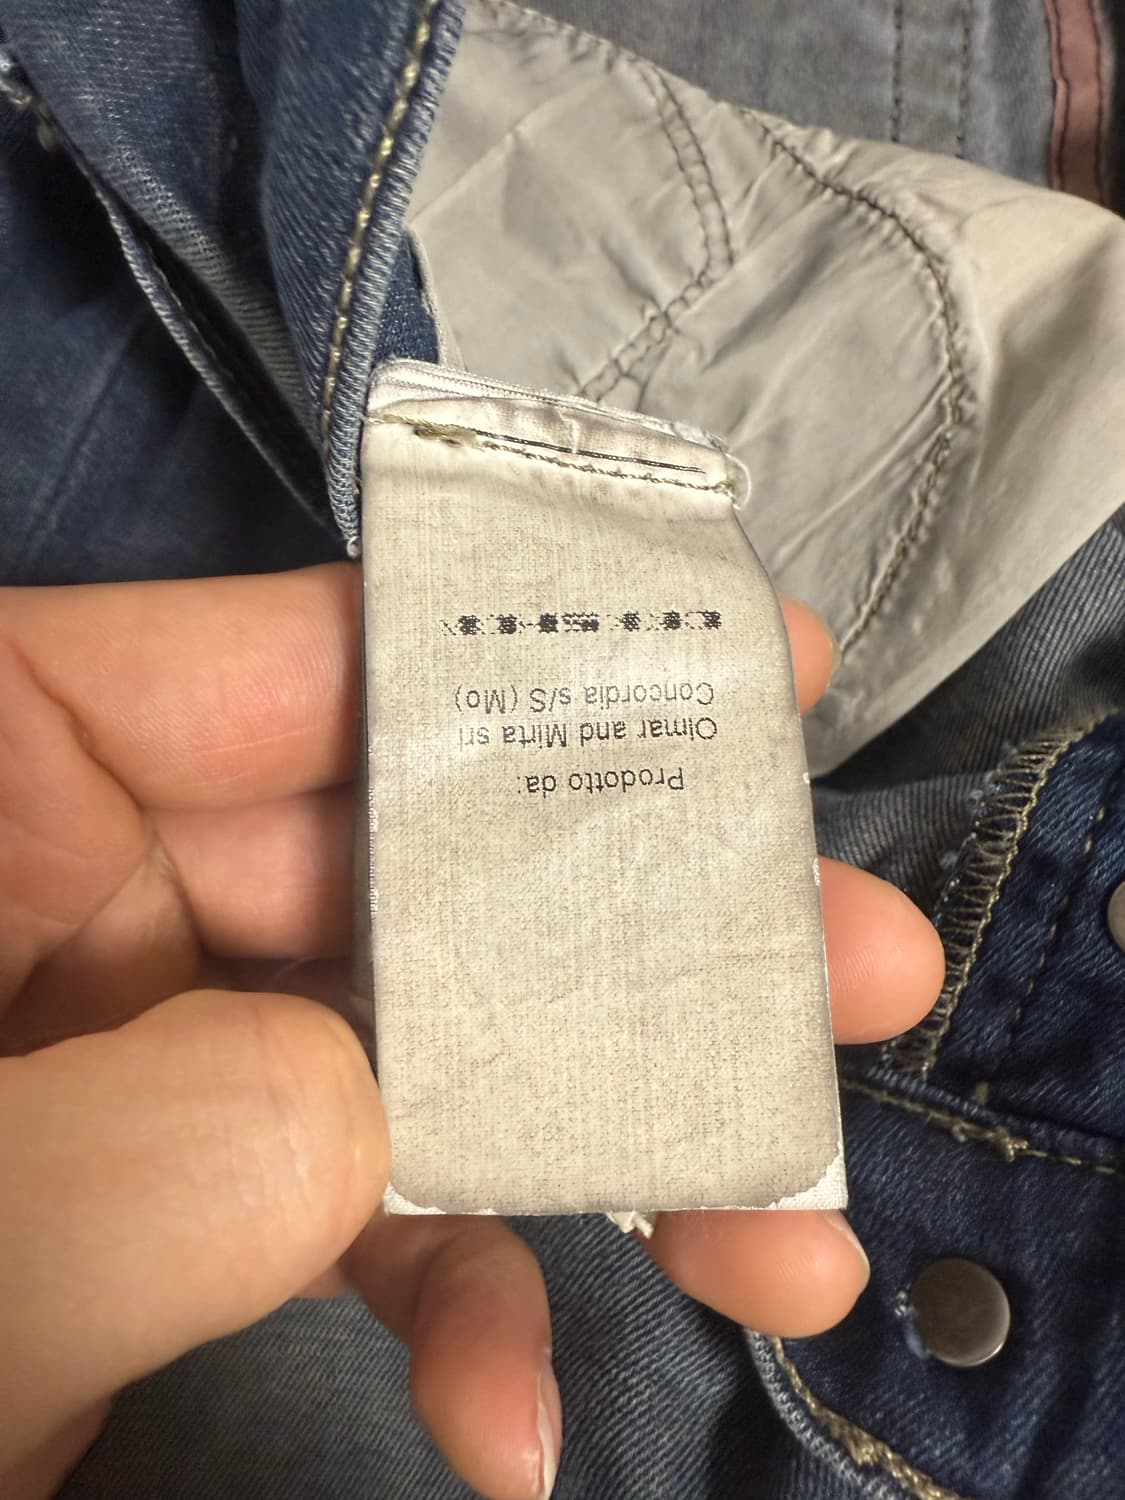 Prodotto da:
Olmar and Mirta srl
Concordia s/S (Mo)